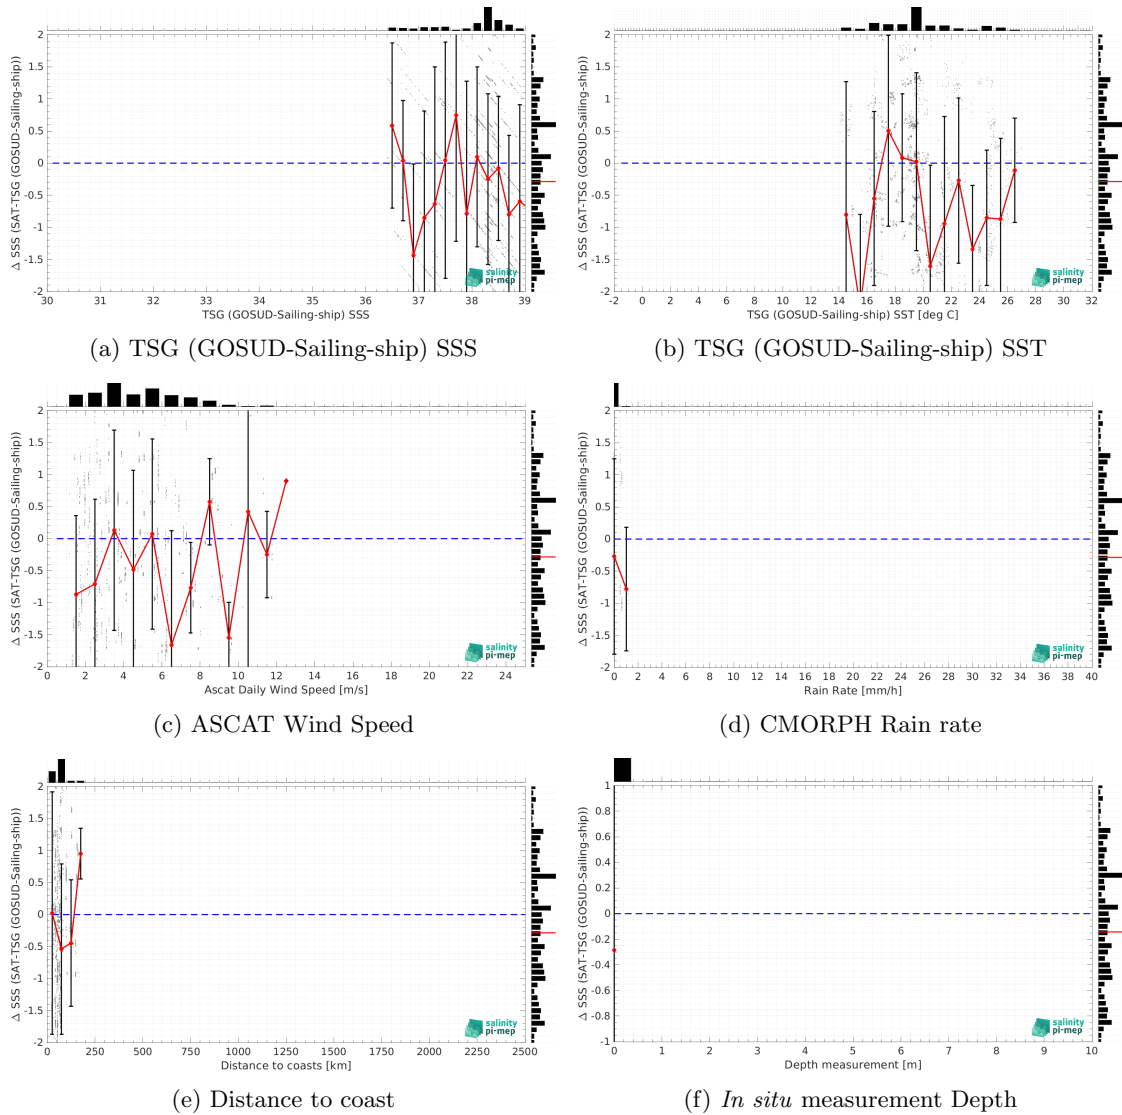 2
1.5
1
0.5
0
-0.5
-1
-1.5
-2
Δ SSS (SAT-TSG (GOSUD-Sailing-ship))
30 31 32 33 34 35 36 37 38 39
TSG (GOSUD-Sailing-ship) SSS
salinity
pi-mep
(a) TSG (GOSUD-Sailing-ship) SSS
2
1.5
1
0.5
0
-0.5
-1
-1.5
-2
Δ SSS (SAT-TSG (GOSUD-Sailing-ship))
-2 0 2 4 6 8 10 12 14 16 18 20 22 24 26 28 30 32
TSG (GOSUD-Sailing-ship) SST [deg C]
salinity
pi-mep
(b) TSG (GOSUD-Sailing-ship) SST
2
1.5
1
0.5
0
-0.5
-1
-1.5
-2
Δ SSS (SAT-TSG (GOSUD-Sailing-ship))
0 2 4 6 8 10 12 14 16 18 20 22 24
Ascat Daily Wind Speed [m/s]
salinity
pi-mep
(c) ASCAT Wind Speed
2
1.5
1
0.5
0
-0.5
-1
-1.5
-2
Δ SSS (SAT-TSG (GOSUD-Sailing-ship))
0 2 4 6 8 10 12 14 16 18 20 22 24 26 28 30 32 34 36 38 40
Rain Rate [mm/h]
salinity
pi-mep
(d) CMORPH Rain rate
2
1.5
1
0.5
0
-0.5
-1
-1.5
-2
Δ SSS (SAT-TSG (GOSUD-Sailing-ship))
0 250 500 750 1000 1250 1500 1750 2000 2250 2500
Distance to coasts [km]
salinity
pi-mep
(e) Distance to coast
1
0.8
0.6
0.4
0.2
0
-0.2
-0.4
-0.6
-0.8
-1
Δ SSS (SAT-TSG (GOSUD-Sailing-ship))
0 1 2 3 4 5 6 7 8 9 10
Depth measurement [m]
salinity
pi-mep
(f) In situ measurement Depth